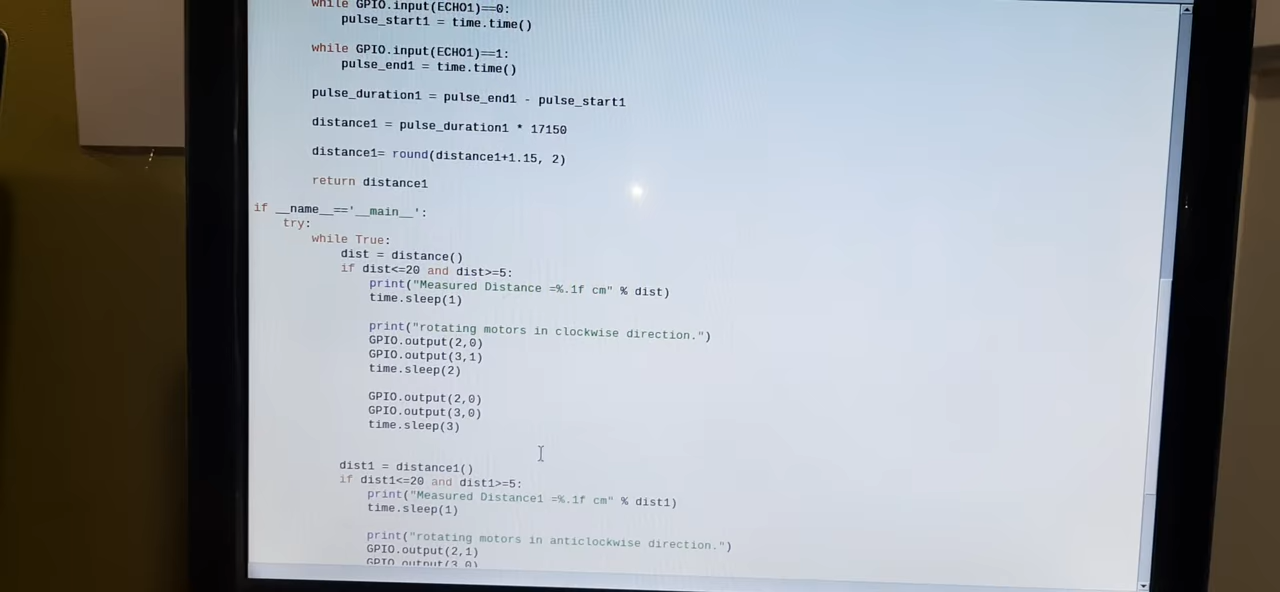 while GPIO.input(ECHO1)==0:
pulse_start1 = time.time()
while GPIO.input(ECHO1)==1:
pulse_end1 = time.time()
pulse_duration1 = pulse_end1 - pulse_start1
distance1 = pulse_duration1 * 17150
distance1= round(distance1+1.15, 2)
return distance1
if __name__=='__main__':
try:
while True:
dist = distance()
if dist<=20 and dist>=5:
print("Measured Distance =%.1f cm" % dist)
time.sleep(1)
print("rotating motors in clockwise direction.")
GPIO.output(2,0)
GPIO.output(3,1)
time.sleep(2)
GPIO.output(2,0)
GPIO.output(3,0)
time.sleep(3)
dist1 = distance1()
if dist1<=20 and dist1>=5:
print("Measured Distance1 =%.1f cm" % dist1)
time.sleep(1)
print("rotating motors in anticlockwise direction.")
GPIO.output(2,1)
GPIO.output(3,0)